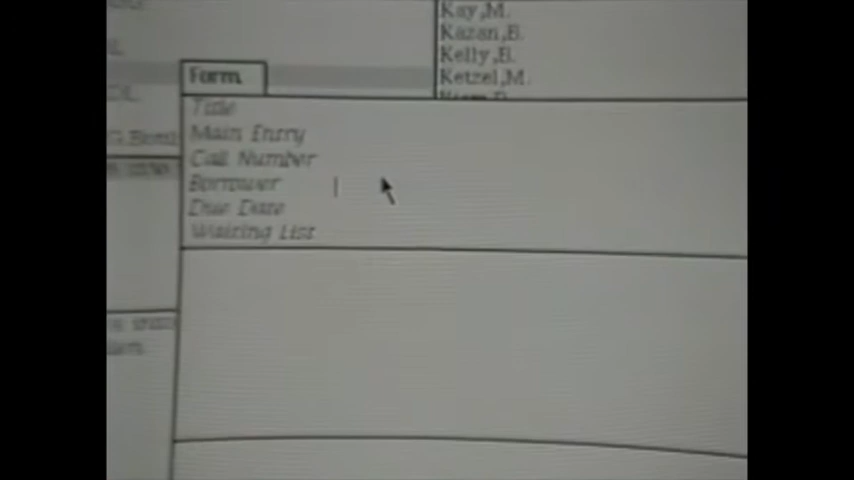 Kay,M.
Kazan,B.
Kelly,B.
Ketzel,M.
Form
Title
Main Entry
Call Number
Borrower
Due Date
Waiting List